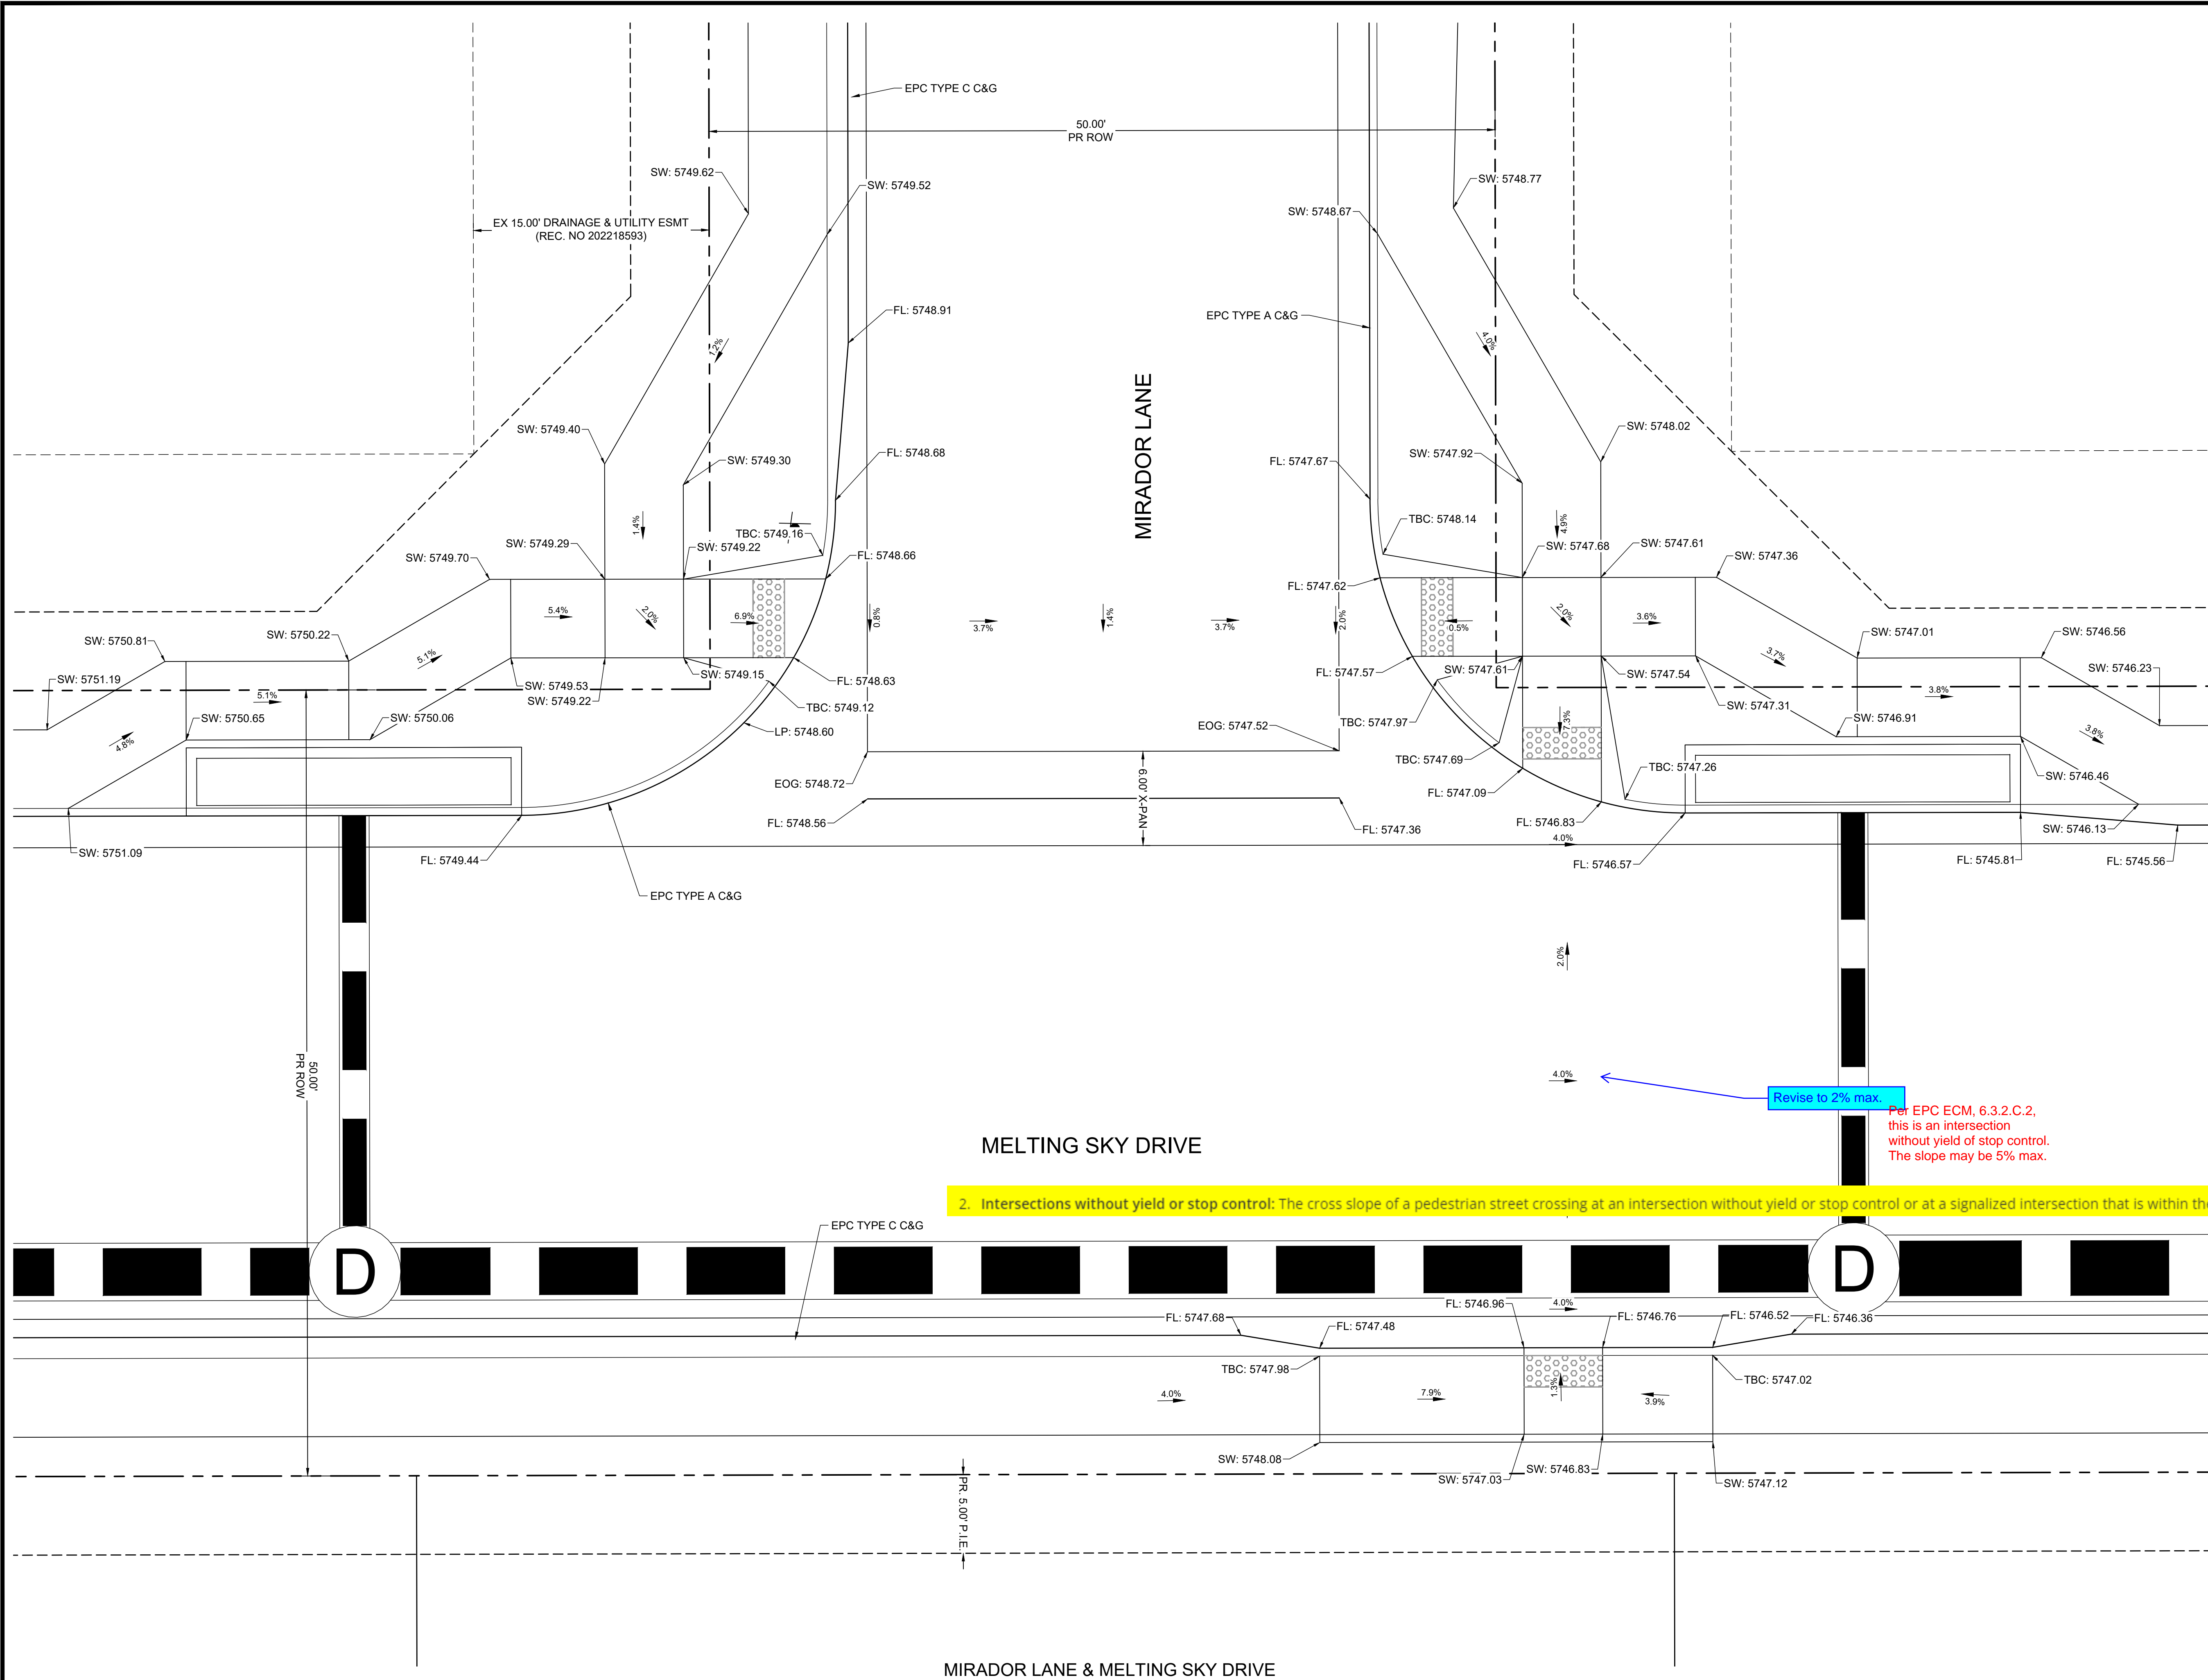 EPC TYPE C C&G
50.00'
PR ROW
SW: 5749.62
SW: 5749.52
SW: 5748.77
SW: 5748.67
EX 15.00' DRAINAGE & UTILITY ESMT
(REC. NO 202218593)
FL: 5748.91
EPC TYPE A C&G
1.2%
4.0%
MIRADOR LANE
SW: 5749.40
SW: 5749.30
FL: 5748.68
FL: 5747.67
SW: 5747.92
SW: 5748.02
1.4%
TBC: 5749.16
TBC: 5748.14
4.9%
SW: 5749.70
SW: 5749.29
SW: 5749.22
FL: 5748.66
SW: 5747.68
SW: 5747.61
SW: 5747.36
FL: 5747.62
5.4%
2.0%
6.9%
0.8%
3.7%
1.4%
3.7%
2.0%
0.5%
2.0%
3.6%
SW: 5750.81
SW: 5750.22
5.1%
SW: 5747.01
SW: 5746.56
3.7%
SW: 5751.19
5.1%
SW: 5749.53
SW: 5749.22
SW: 5749.15
FL: 5748.63
FL: 5747.57
SW: 5747.61
SW: 5747.54
SW: 5746.23
3.8%
SW: 5750.65
SW: 5750.06
TBC: 5749.12
TBC: 5747.97
SW: 5747.31
SW: 5746.91
4.8%
LP: 5748.60
EOG: 5747.52
7.3%
3.8%
TBC: 5747.69
TBC: 5747.26
SW: 5746.46
EOG: 5748.72
6.00' X-PAN
FL: 5747.09
FL: 5748.56
FL: 5747.36
FL: 5746.83
SW: 5746.13
4.0%
SW: 5751.09
FL: 5749.44
FL: 5746.57
FL: 5745.81
FL: 5745.56
EPC TYPE A C&G
2.0%
50.00'
PR ROW
4.0%
Revise to 2% max.
Per EPC ECM, 6.3.2.C.2,
this is an intersection
without yield of stop control.
The slope may be 5% max.
MELTING SKY DRIVE
2. Intersections without yield or stop control: The cross slope of a pedestrian street crossing at an intersection without yield or stop control or at a signalized intersection that is within the
EPC TYPE C C&G
D
D
FL: 5747.68
FL: 5747.48
FL: 5746.96
4.0%
FL: 5746.76
FL: 5746.52
FL: 5746.36
TBC: 5747.98
TBC: 5747.02
4.0%
7.9%
1.3%
3.9%
SW: 5748.08
SW: 5747.03
SW: 5746.83
SW: 5747.12
PR. 5.00' P.I.E.
MIRADOR LANE & MELTING SKY DRIVE